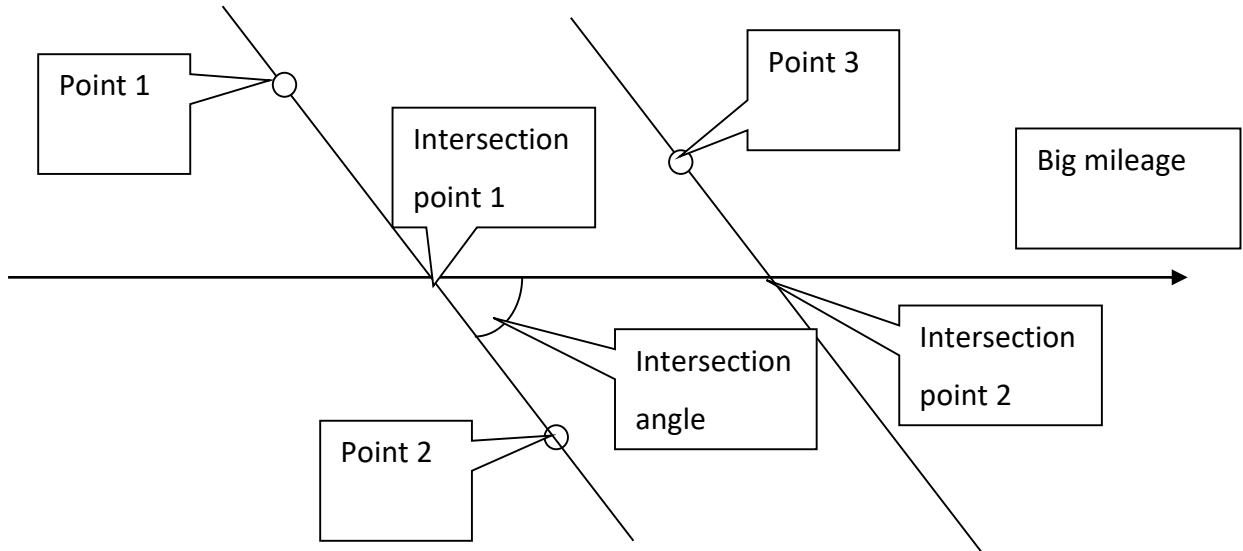 Point 1
Point 3
Intersection
point 1
Big mileage
Intersection
angle
Intersection
point 2
Point 2